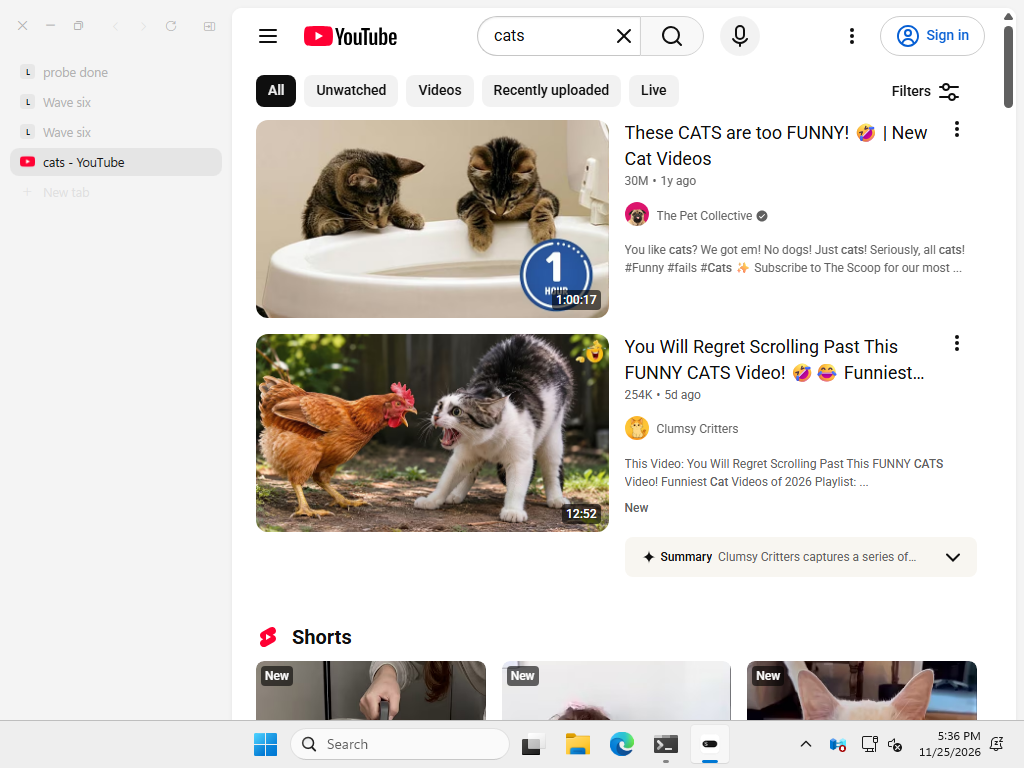 probe done
Wave six
Wave six
cats - YouTube
New tab
YouTube
cats
Sign in
All
Unwatched
Videos
Recently uploaded
Live
Filters
1
HOUR
1:00:17
These CATS are too FUNNY! 🤣 | New
Cat Videos
30M • 1y ago
The Pet Collective
You like cats? We got em! No dogs! Just cats! Seriously, all cats!
#Funny #fails #Cats ✨ Subscribe to The Scoop for our most ...
12:52
You Will Regret Scrolling Past This
FUNNY CATS Video! 🤣 😂 Funniest…
254K • 5d ago
Clumsy Critters
This Video: You Will Regret Scrolling Past This FUNNY CATS
Video! Funniest Cat Videos of 2026 Playlist: ...
New
Summary Clumsy Critters captures a series of…
Shorts
New
New
New
Search
5:36 PM
11/25/2026